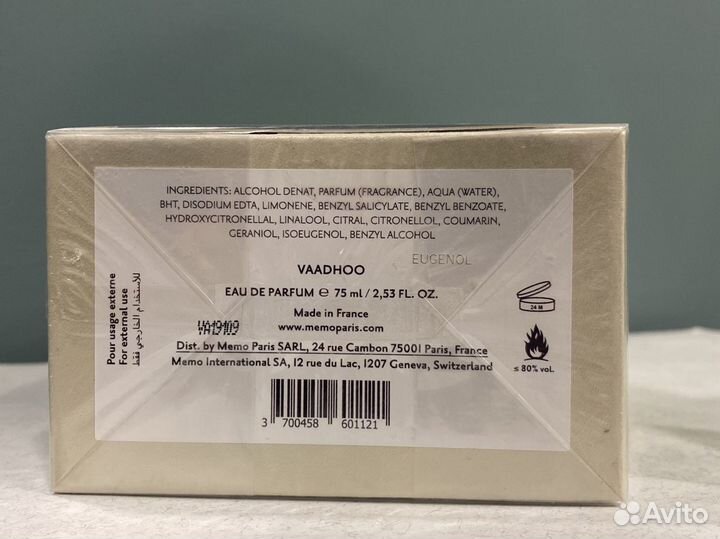 INGREDIENTS: ALCOHOL DENAT, PARFUM (FRAGRANCE), AQUA (WATER),
BHT, DISODIUM EDTA, LIMONENE, BENZYL SALICYLATE, BENZYL BENZOATE,
HYDROXYCITRONELLAL, LINALOOL, CITRAL, CITRONELLOL, COUMARIN,
GERANIOL, ISOEUGENOL, BENZYL ALCOHOL
EUGENOL
VAADHOO
EAU DE PARFUM ℮ 75 ml / 2,53 FL. OZ.
Made in France
VA19109
www.memoparis.com
Dist. by Memo Paris SARL, 24 rue Cambon 75001 Paris, France
Memo International SA, 12 rue du Lac, 1207 Geneva, Switzerland
3 700458 601121
Pour usage externe
For external use
للاستخدام الخارجي فقط
24 M
≤ 80% vol.
Avito